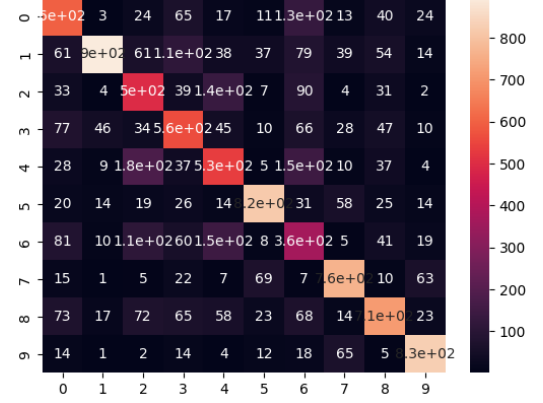 0 6e+02 3 24 65 17 11 1.3e+02 13 40 24
1 61 9e+02 61 1.1e+02 38 37 79 39 54 14
2 33 4 5e+02 39 1.4e+02 7 90 4 31 2
3 77 46 34 5.6e+02 45 10 66 28 47 10
4 28 9 1.8e+02 37 5.3e+02 5 1.5e+02 10 37 4
5 20 14 19 26 14 8.2e+02 31 58 25 14
6 81 10 1.1e+02 60 1.5e+02 8 3.6e+02 5 41 19
7 15 1 5 22 7 69 7 7.6e+02 10 63
8 73 17 72 65 58 23 68 14 7.1e+02 23
9 14 1 2 14 4 12 18 65 5 8.3e+02
0 1 2 3 4 5 6 7 8 9
800
700
600
500
400
300
200
100